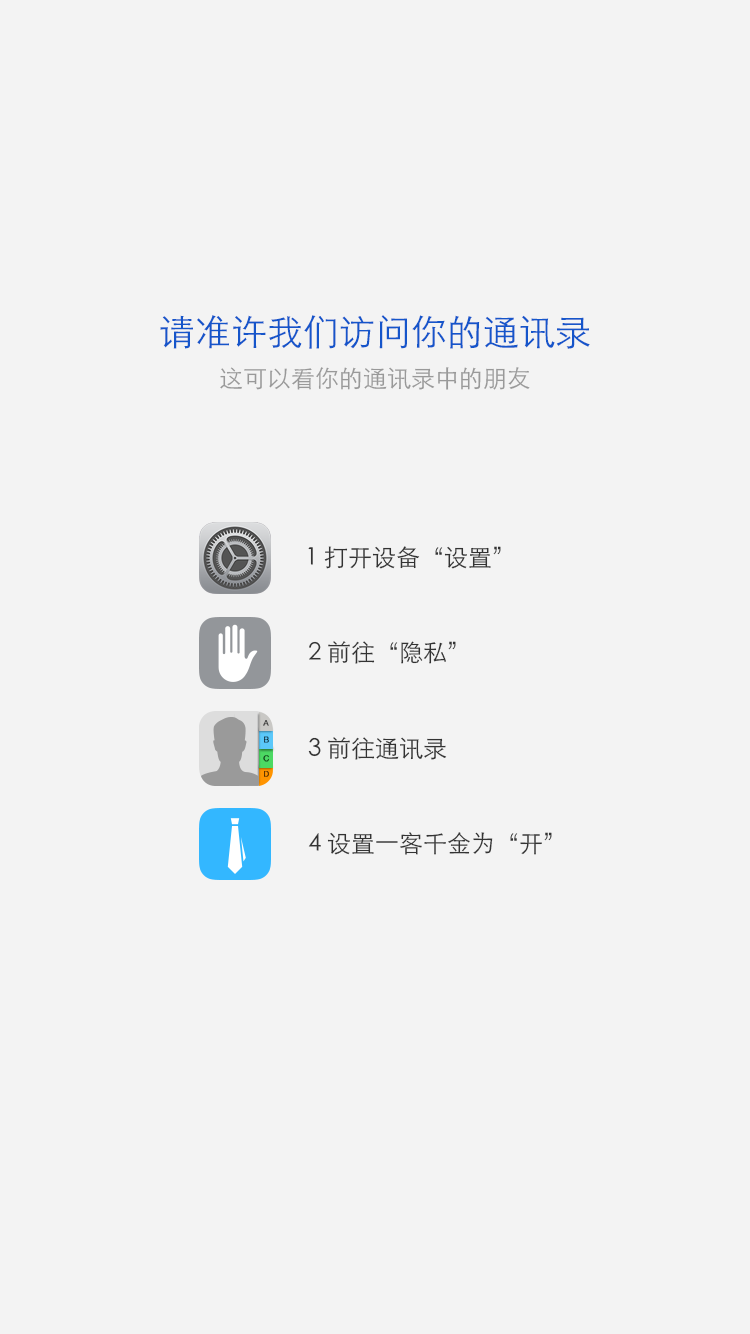 请准许我们访问你的通讯录
这可以看你的通讯录中的朋友
1 打开设备“设置”
2 前往“隐私”
A
B
C
D
3 前往通讯录
4 设置一客千金为“开”